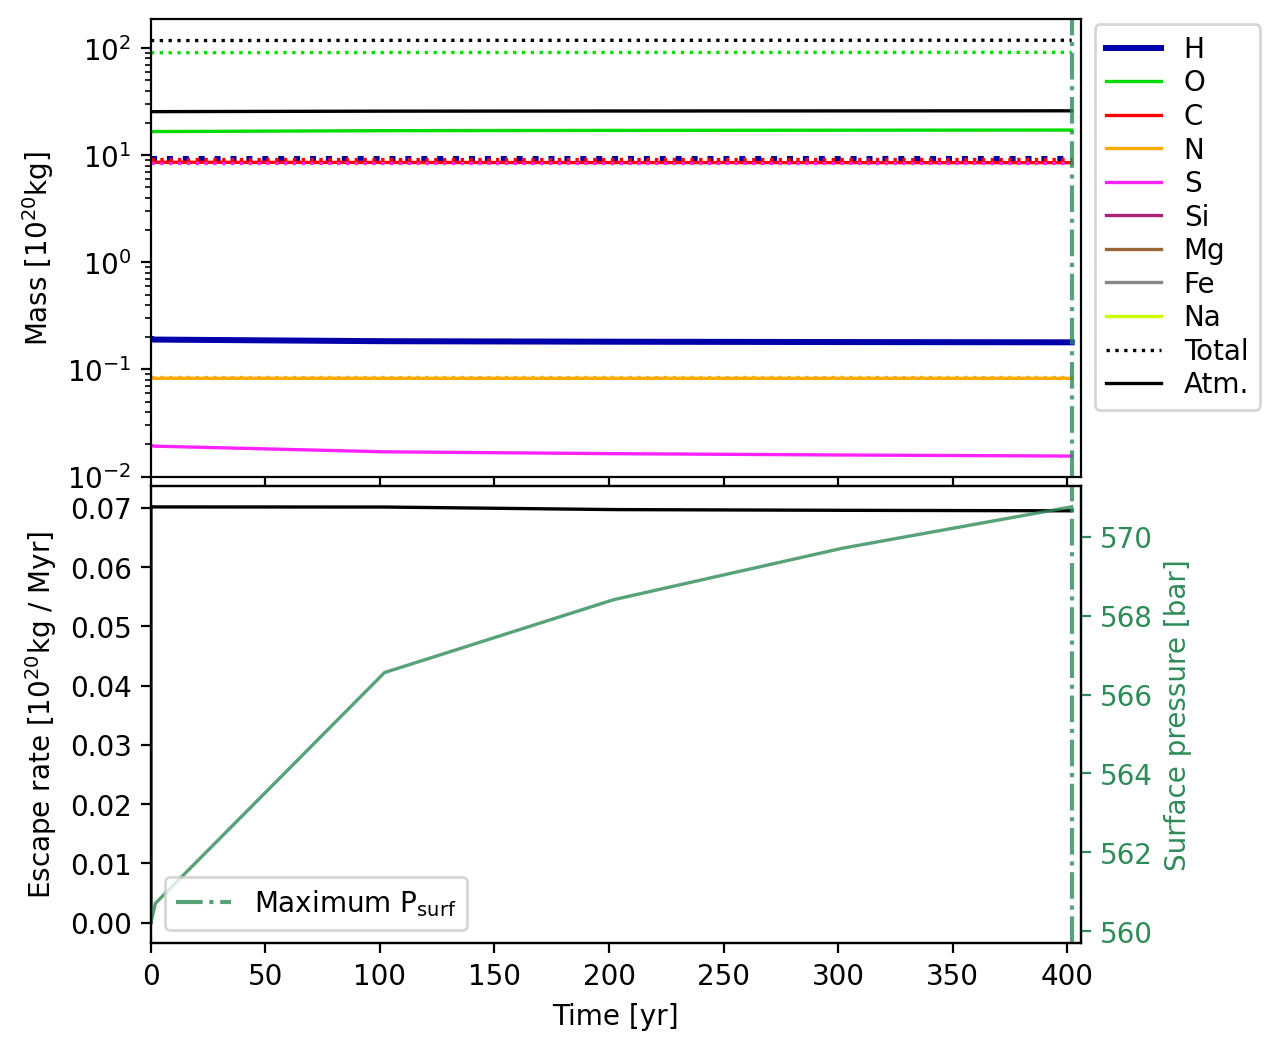 Mass [10²⁰kg]
10²
10¹
10⁰
10⁻¹
10⁻²
H
O
C
N
S
Si
Mg
Fe
Na
Total
Atm.
Escape rate [10²⁰kg / Myr]
0.07
0.06
0.05
0.04
0.03
0.02
0.01
0.00
Maximum Psurf
570
568
566
564
562
560
Surface pressure [bar]
0 50 100 150 200 250 300 350 400
Time [yr]